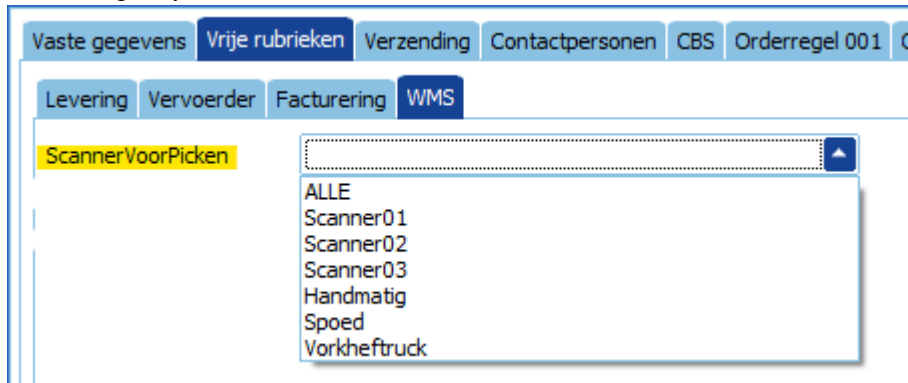 Vaste gegevens Vrije rubrieken Verzending Contactpersonen CBS Orderregel 001
Levering Vervoerder Facturering WMS
ScannerVoorPicken
ALLE
Scanner01
Scanner02
Scanner03
Handmatig
Spoed
Vorkheftruck